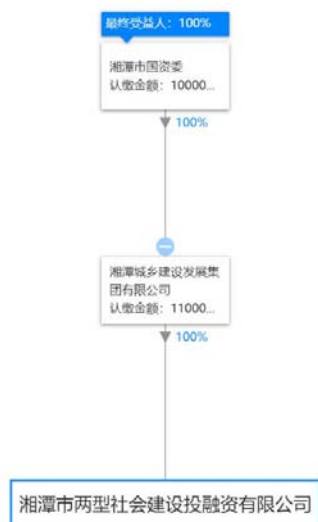 最终受益人：100%
湘潭市国资委
认缴金额：10000...
100%
湘潭城乡建设发展集
团有限公司
认缴金额：11000...
100%
湘潭市两型社会建设投融资有限公司